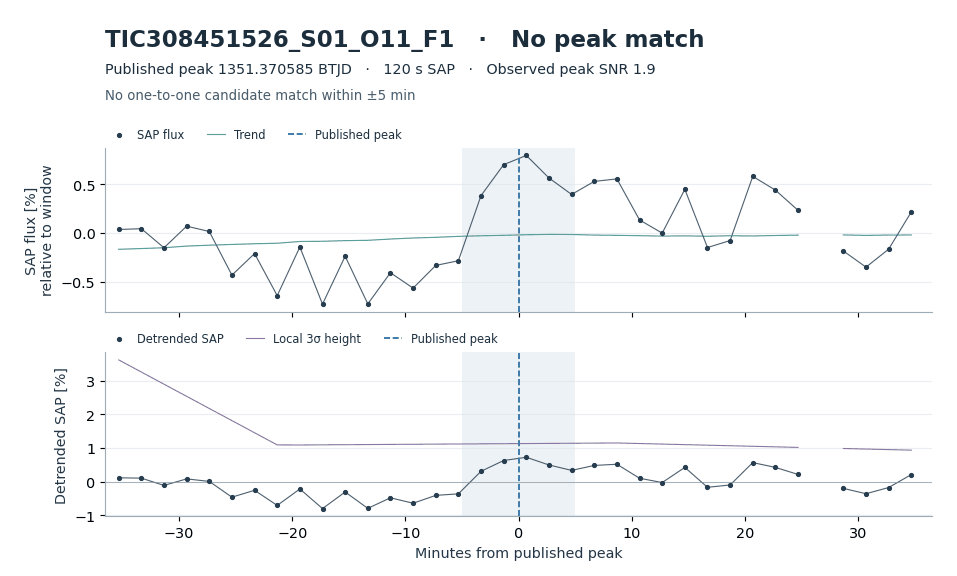 TIC308451526_S01_O11_F1 · No peak match
Published peak 1351.370585 BTJD · 120 s SAP · Observed peak SNR 1.9
No one-to-one candidate match within ±5 min
SAP flux Trend Published peak
SAP flux [%]
relative to window
0.5
0.0
−0.5
Detrended SAP Local 3σ height Published peak
Detrended SAP [%]
3
2
1
0
−1
−30 −20 −10 0 10 20 30
Minutes from published peak